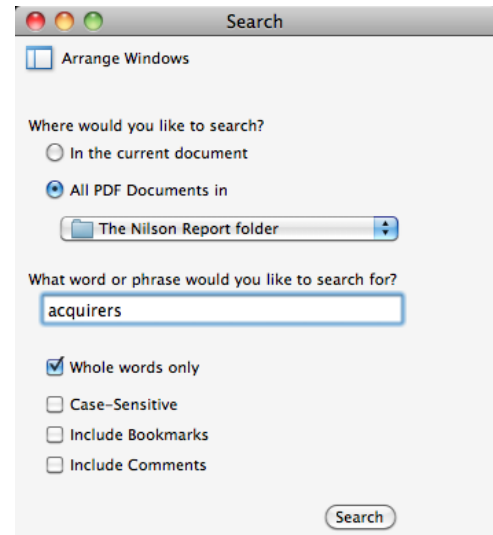 Search
Arrange Windows
Where would you like to search?
In the current document
All PDF Documents in
The Nilson Report folder
What word or phrase would you like to search for?
acquirers
Whole words only
Case-Sensitive
Include Bookmarks
Include Comments
Search